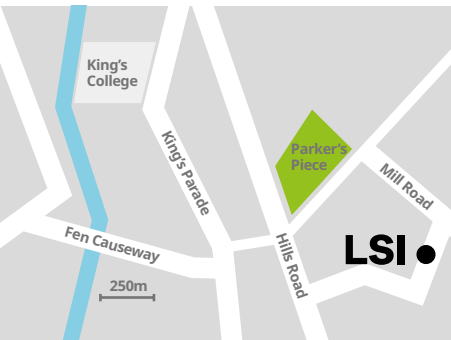 King's
College
King's Parade
Parker's
Piece
Mill Road
Fen Causeway
Hills Road
LSI
250m